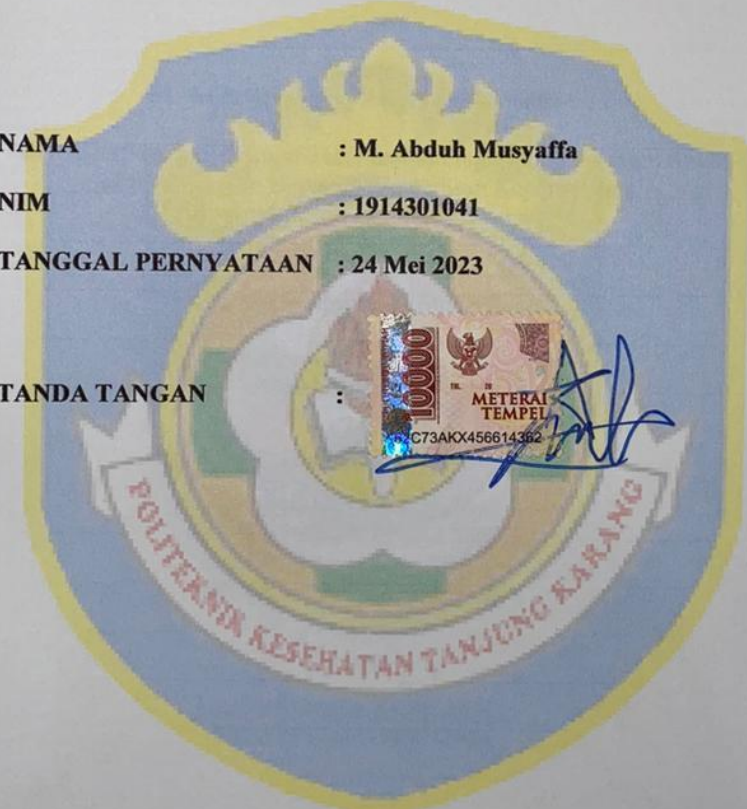 NAMA : M. Abduh Musyaffa
NIM : 1914301041
TANGGAL PERNYATAAN : 24 Mei 2023
TANDA TANGAN :
10000
METERAI
TEMPEL
C73AKX456614362
POLITEKNIK KESEHATAN TANJUNG KARANG